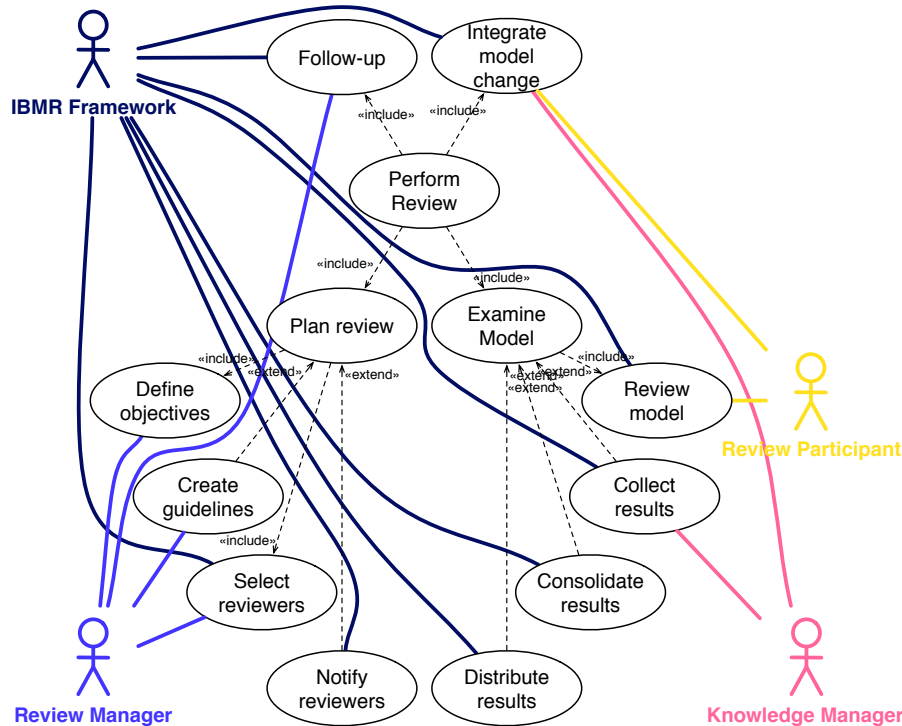 Follow-up
Integrate
model
change
IBMR Framework
«include»
«include»
Perform
Review
«include»
«include»
Plan review
Examine
Model
«include»
«extend»
«extend»
«include»
«extend»
«extend»
«extend»
Define
objectives
Review
model
Review Participant
Create
guidelines
Collect
results
«include»
Select
reviewers
Consolidate
results
Notify
reviewers
Distribute
results
Review Manager
Knowledge Manager